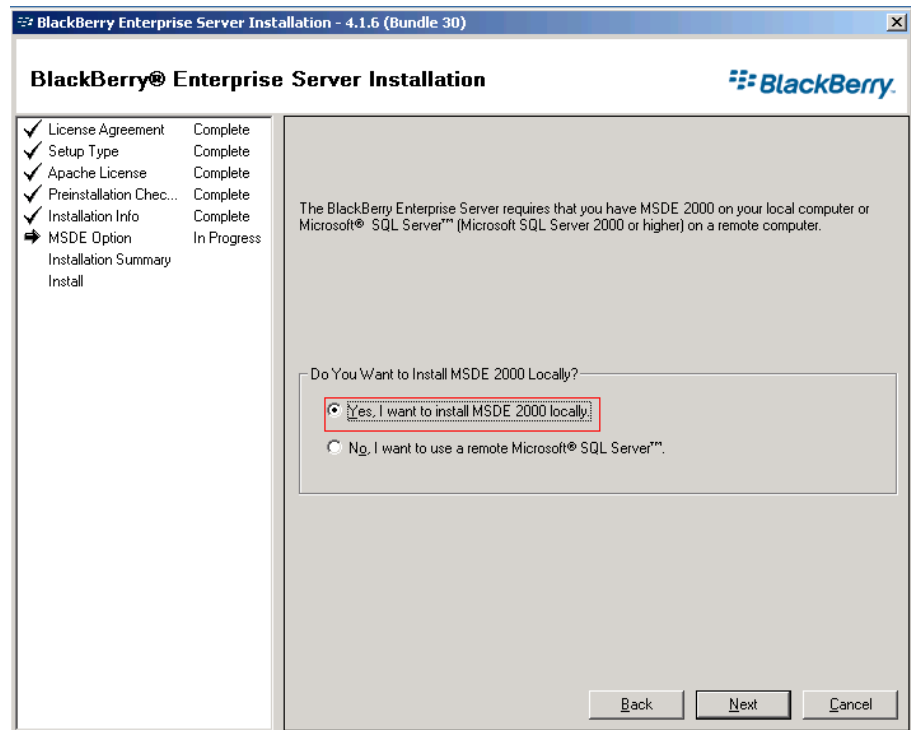 BlackBerry Enterprise Server Installation - 4.1.6 (Bundle 30)
BlackBerry® Enterprise Server Installation
BlackBerry.
License Agreement Complete
Setup Type Complete
Apache License Complete
Preinstallation Chec... Complete
Installation Info Complete
MSDE Option In Progress
Installation Summary
Install
The BlackBerry Enterprise Server requires that you have MSDE 2000 on your local computer or
Microsoft® SQL Server™ (Microsoft SQL Server 2000 or higher) on a remote computer.
Do You Want to Install MSDE 2000 Locally?
Yes, I want to install MSDE 2000 locally.
No, I want to use a remote Microsoft® SQL Server™.
Back Next Cancel